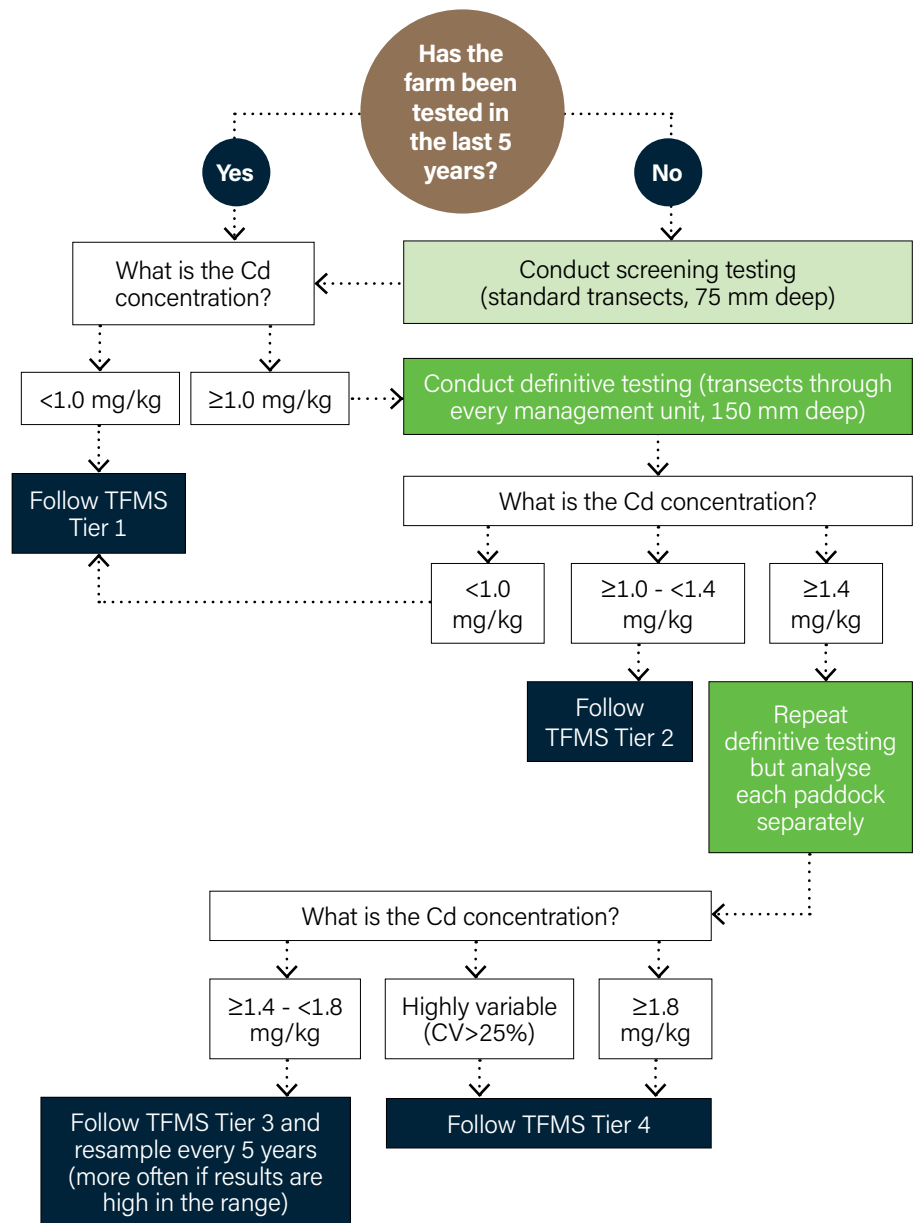 Has the
farm been
tested in
the last 5
years?
Yes
No
What is the Cd
concentration?
Conduct screening testing
(standard transects, 75 mm deep)
<1.0 mg/kg
≥1.0 mg/kg
Conduct definitive testing (transects through
every management unit, 150 mm deep)
Follow TFMS
Tier 1
What is the Cd concentration?
<1.0
mg/kg
≥1.0 - <1.4
mg/kg
≥1.4
mg/kg
Follow
TFMS Tier 2
Repeat
definitive testing
but analyse
each paddock
separately
What is the Cd concentration?
≥1.4 - <1.8
mg/kg
Highly variable
(CV>25%)
≥1.8
mg/kg
Follow TFMS Tier 3 and
resample every 5 years
(more often if results are
high in the range)
Follow TFMS Tier 4